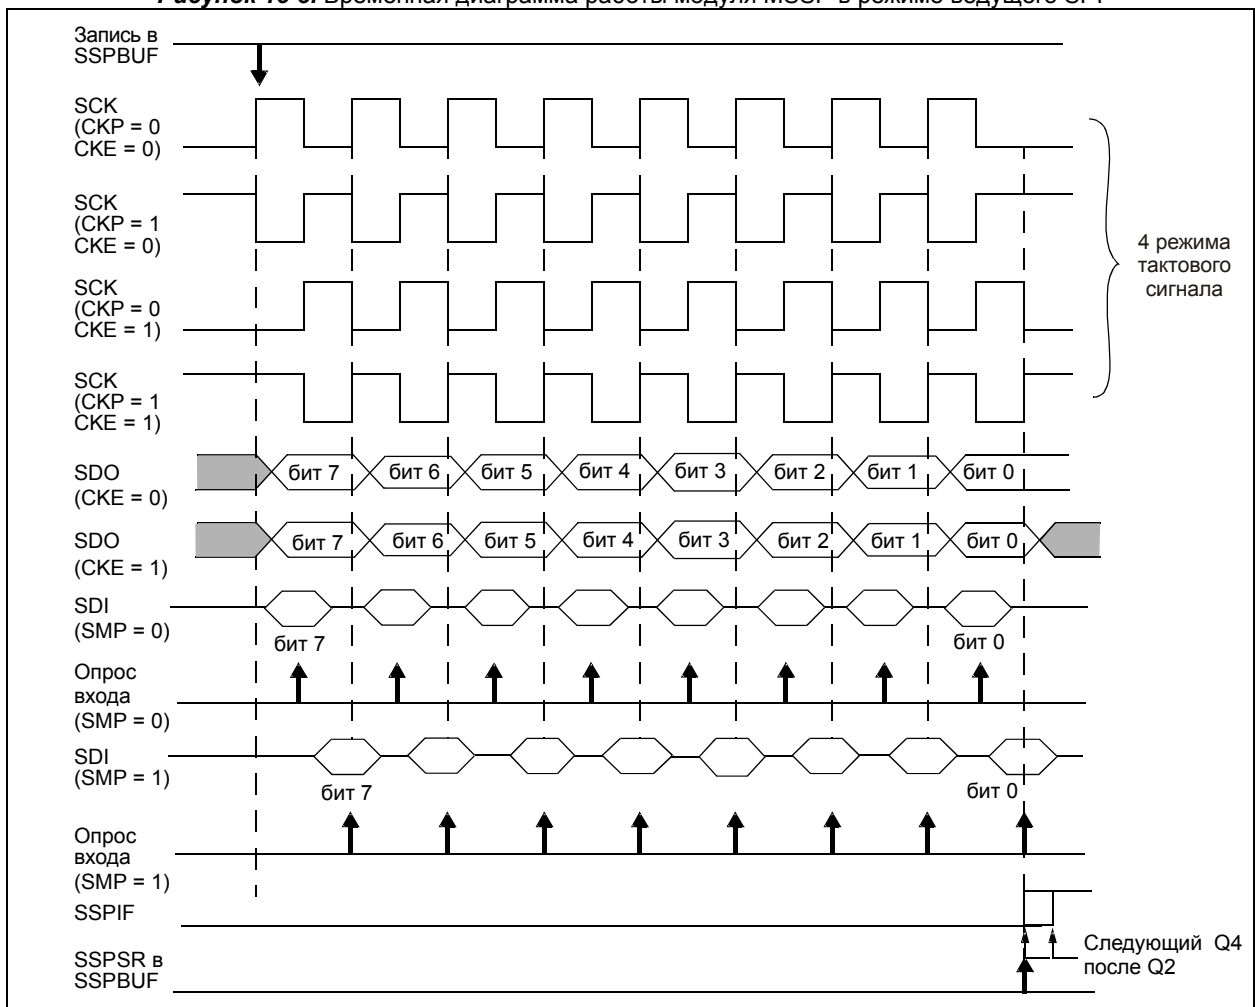 Рисунок 16-3. Временная диаграмма работы модуля MSSP в режиме ведущего SPI
Запись в
SSPBUF
SCK
(CKP = 0
CKE = 0)
SCK
(CKP = 1
CKE = 0)
SCK
(CKP = 0
CKE = 1)
SCK
(CKP = 1
CKE = 1)
4 режима
тактового
сигнала
SDO
(CKE = 0)
бит 7 бит 6 бит 5 бит 4 бит 3 бит 2 бит 1 бит 0
SDO
(CKE = 1)
бит 7 бит 6 бит 5 бит 4 бит 3 бит 2 бит 1 бит 0
SDI
(SMP = 0)
бит 7 бит 0
Опрос
входа
(SMP = 0)
SDI
(SMP = 1)
бит 7 бит 0
Опрос
входа
(SMP = 1)
SSPIF
SSPSR в
SSPBUF
Следующий Q4
после Q2